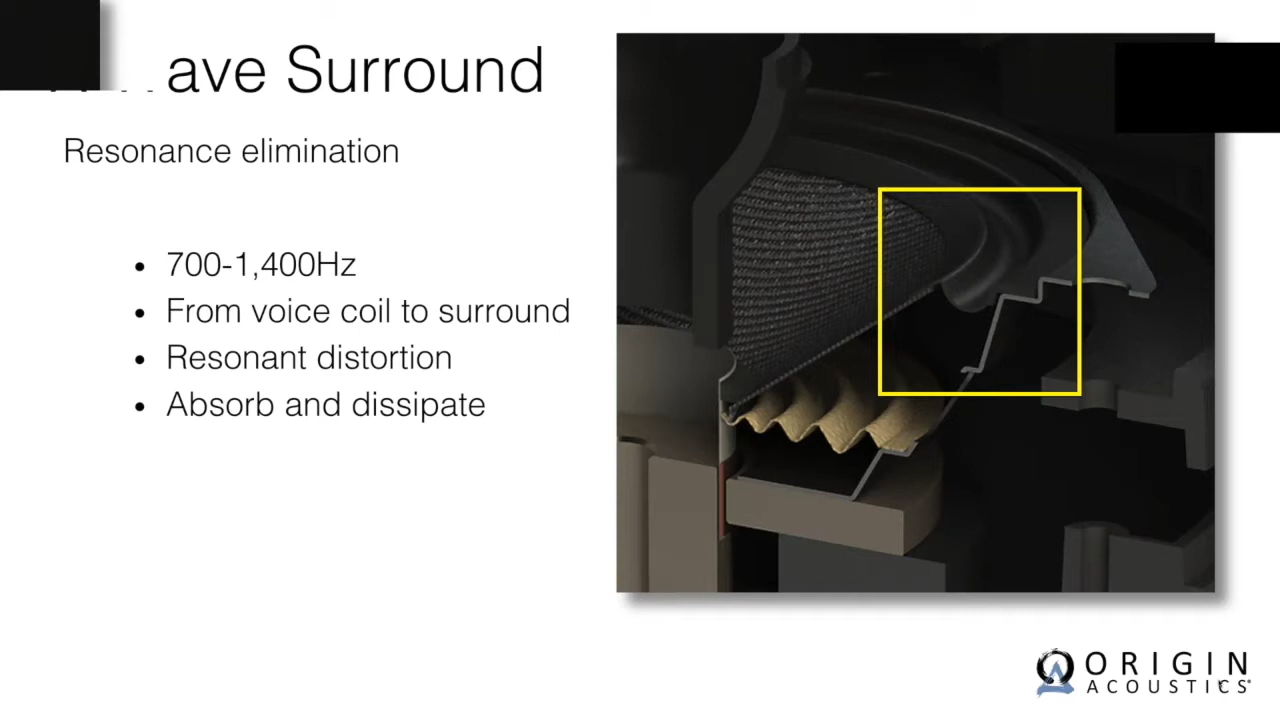 ave Surround
Resonance elimination
• 700-1,400Hz
• From voice coil to surround
• Resonant distortion
• Absorb and dissipate
ORIGIN
ACOUSTICS®